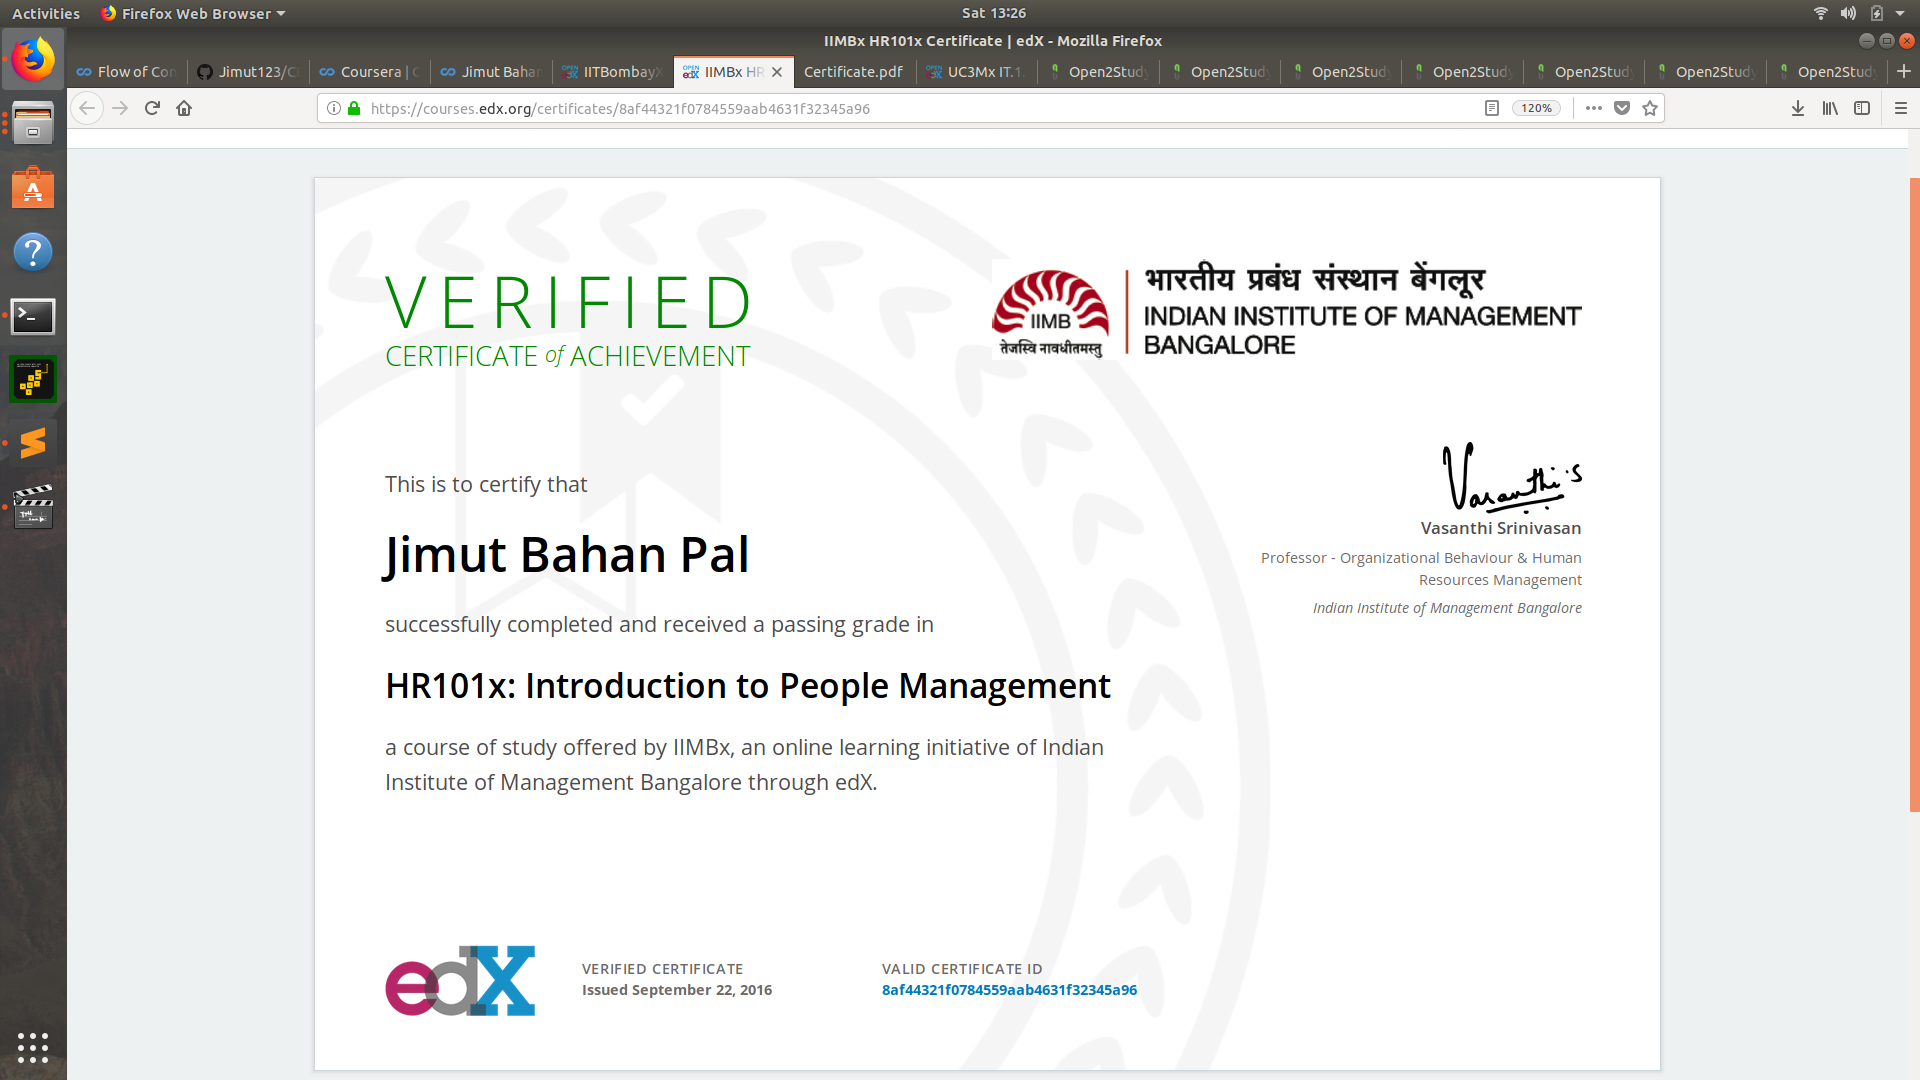 Activities
Firefox Web Browser
Sat 13:26
IIMBx HR101x Certificate | edX - Mozilla Firefox
Flow of Con
Jimut123/C
Coursera | C
Jimut Baha
IITBombayX
IIMBx HR
Certificate.pdf
UC3Mx IT.1
Open2Study
Open2Study
Open2Study
Open2Study
Open2Study
Open2Study
Open2Study
https://courses.edx.org/certificates/8af44321f0784559aab4631f32345a96
120%
VERIFIED
CERTIFICATE of ACHIEVEMENT
IIMB
तेजस्वि नावधीतमस्तु
भारतीय प्रबंध संस्थान बेंगलूर
INDIAN INSTITUTE OF MANAGEMENT
BANGALORE
This is to certify that
Jimut Bahan Pal
successfully completed and received a passing grade in
HR101x: Introduction to People Management
a course of study offered by IIMBx, an online learning initiative of Indian
Institute of Management Bangalore through edX.
Vasanthi S
Vasanthi Srinivasan
Professor - Organizational Behaviour & Human
Resources Management
Indian Institute of Management Bangalore
edX
VERIFIED CERTIFICATE
Issued September 22, 2016
VALID CERTIFICATE ID
8af44321f0784559aab4631f32345a96